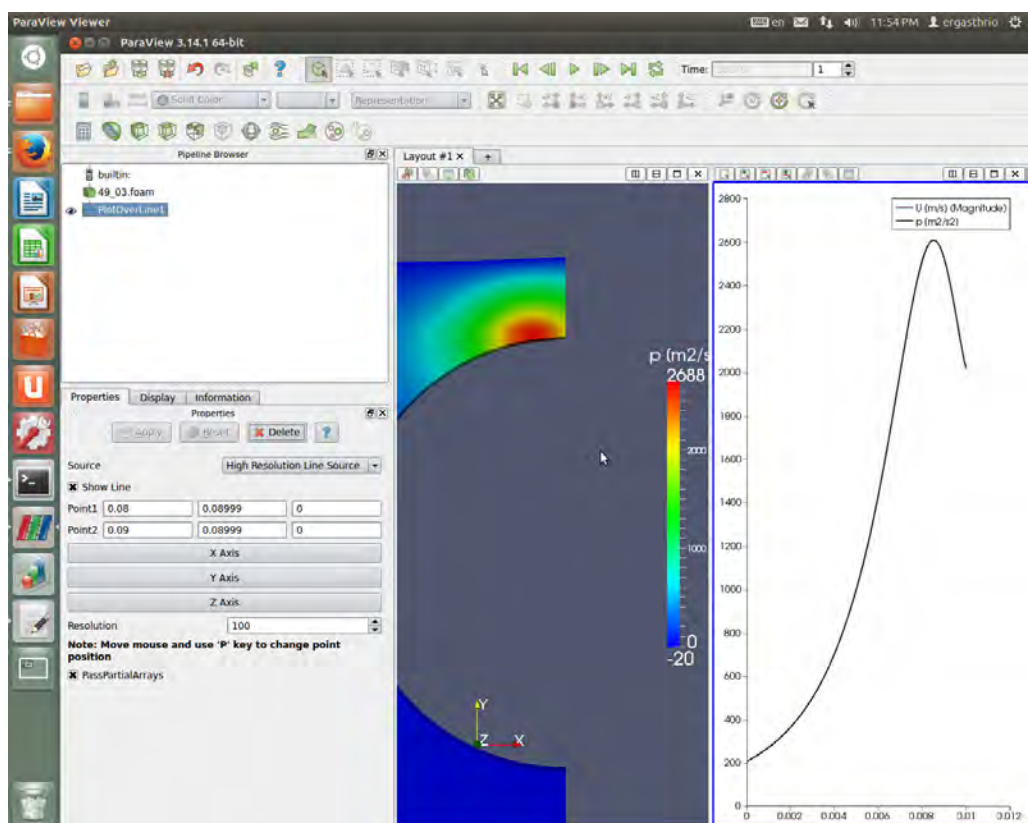 ParaView Viewer
en
11:54 PM
ergasthrio
ParaView 3.14.1 64-bit
Time:
1
Solid Color
Representation
Pipeline Browser
builtin:
49_03.foam
PlotOverLine1
Properties Display Information
Properties
Apply Reset Delete ?
Source High Resolution Line Source
Show Line
Point1 0.08 0.08999 0
Point2 0.09 0.08999 0
X Axis
Y Axis
Z Axis
Resolution 100
Note: Move mouse and use 'P' key to change point
position
PassPartialArrays
Layout #1 × +
p (m2/s
2688
2000
1000
0
-20
Y
Z X
U (m/s) (Magnitude)
p (m2/s2)
2800
2600
2400
2200
2000
1800
1600
1400
1200
1000
800
600
400
200
0
0 0.002 0.004 0.006 0.008 0.01 0.012